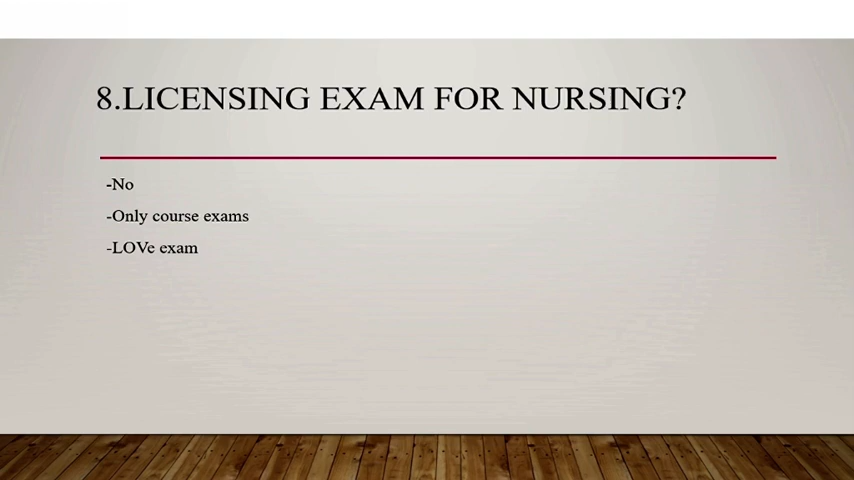 8.LICENSING EXAM FOR NURSING?
-No
-Only course exams
-LOVe exam